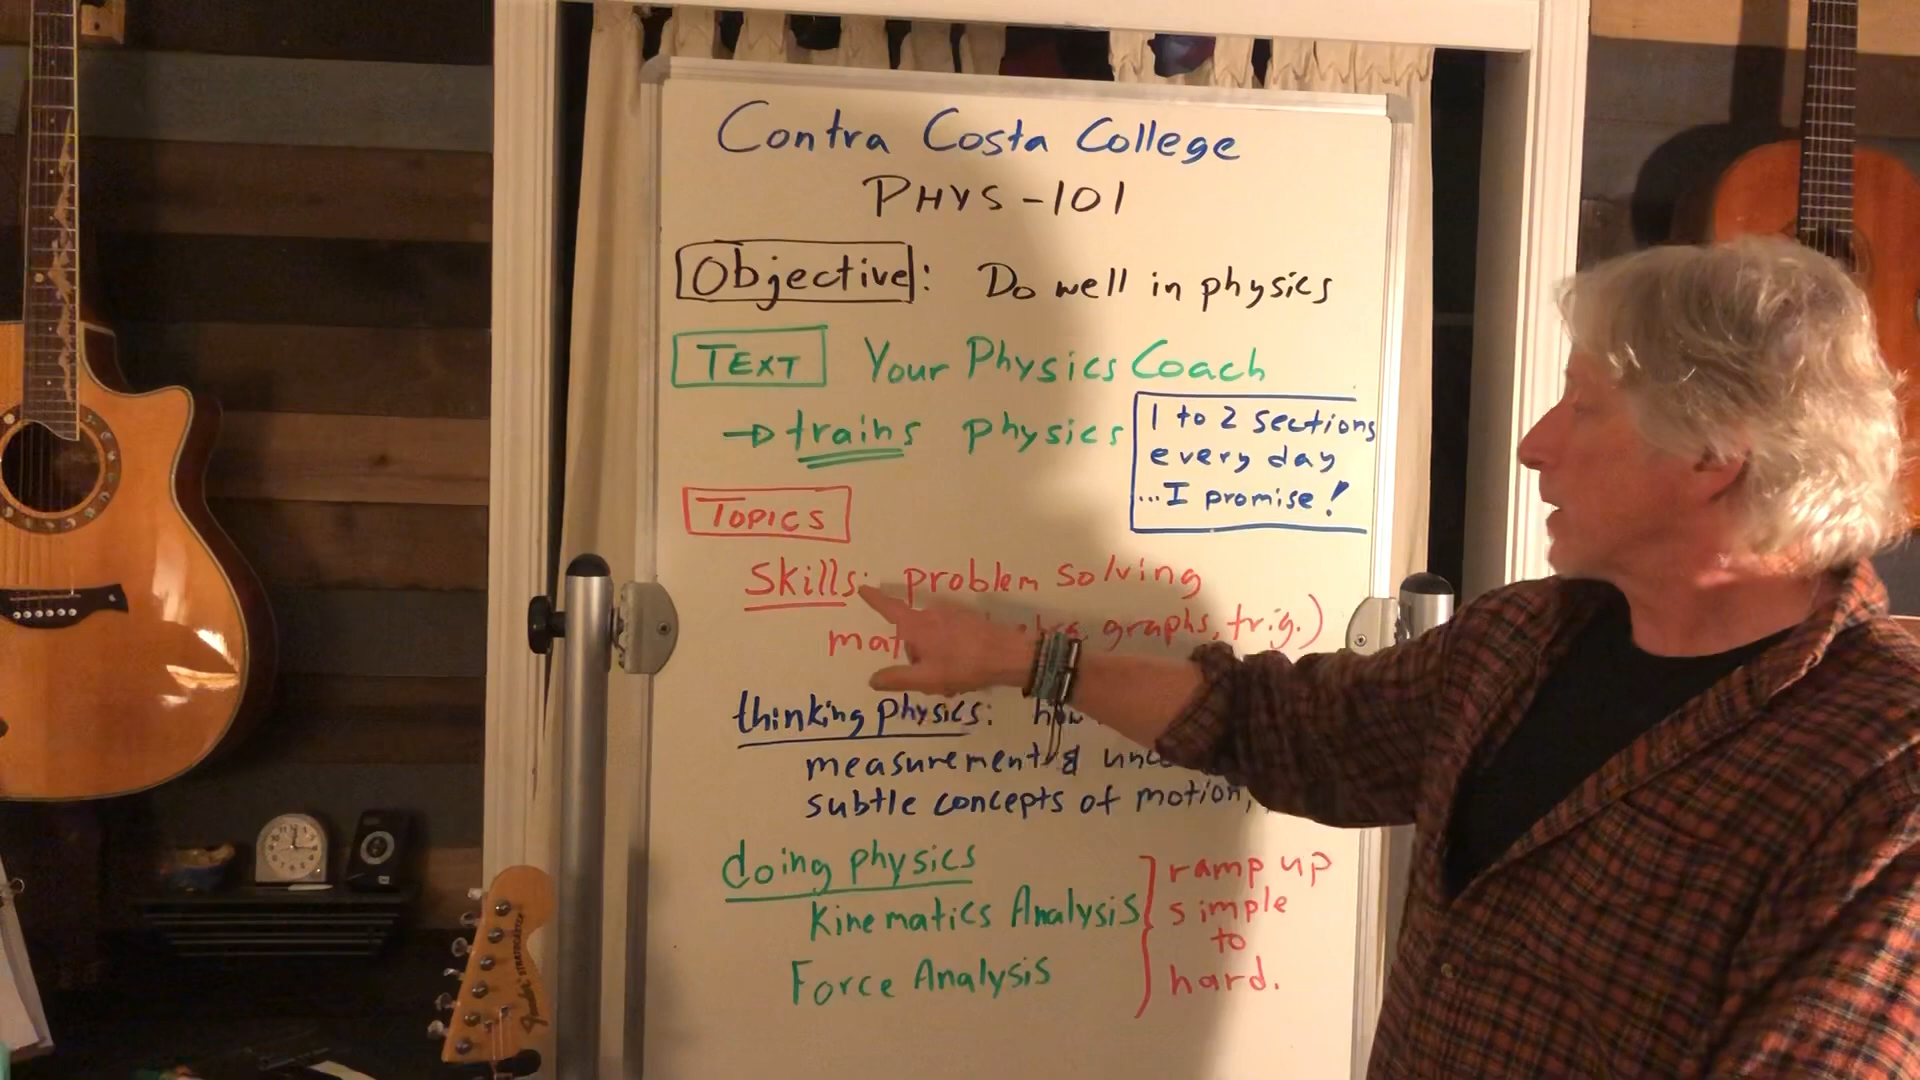 Contra Costa College
PHYS-101
Objective: Do well in physics
TEXT Your Physics Coach
→ trains physics
1 to 2 sections
every day
...I promise!
TOPICS
Skills: problem solving
graphs, trig.)
thinking physics:
measurement &
subtle concepts of motion,
doing physics
Kinematics Analysis
Force Analysis
ramp up
simple
to
hard.
Fender STRATOCASTER